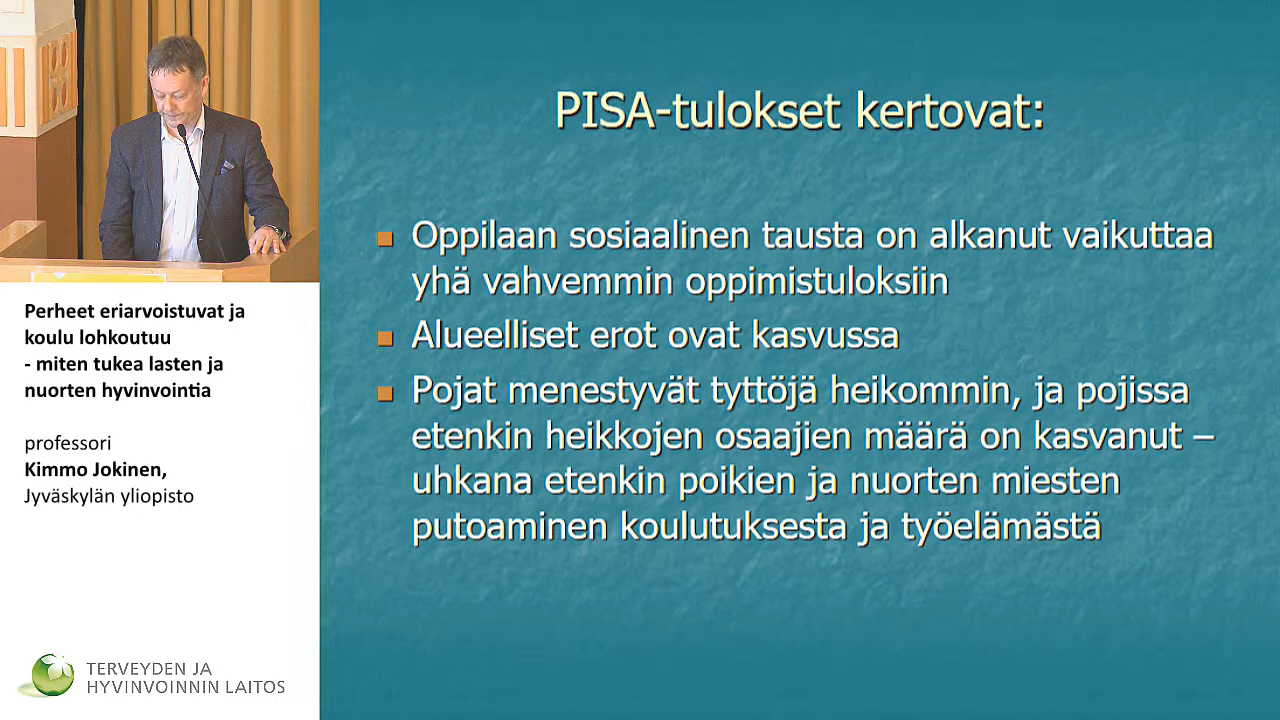 PISA-tulokset kertovat:
Oppilaan sosiaalinen tausta on alkanut vaikuttaa
yhä vahvemmin oppimistuloksiin
Alueelliset erot ovat kasvussa
Pojat menestyvät tyttöjä heikommin, ja pojissa
etenkin heikkojen osaajien määrä on kasvanut –
uhkana etenkin poikien ja nuorten miesten
putoaminen koulutuksesta ja työelämästä
Perheet eriarvoistuvat ja
koulu lohkoutuu
- miten tukea lasten ja
nuorten hyvinvointia
professori
Kimmo Jokinen,
Jyväskylän yliopisto
TERVEYDEN JA
HYVINVOINNIN LAITOS